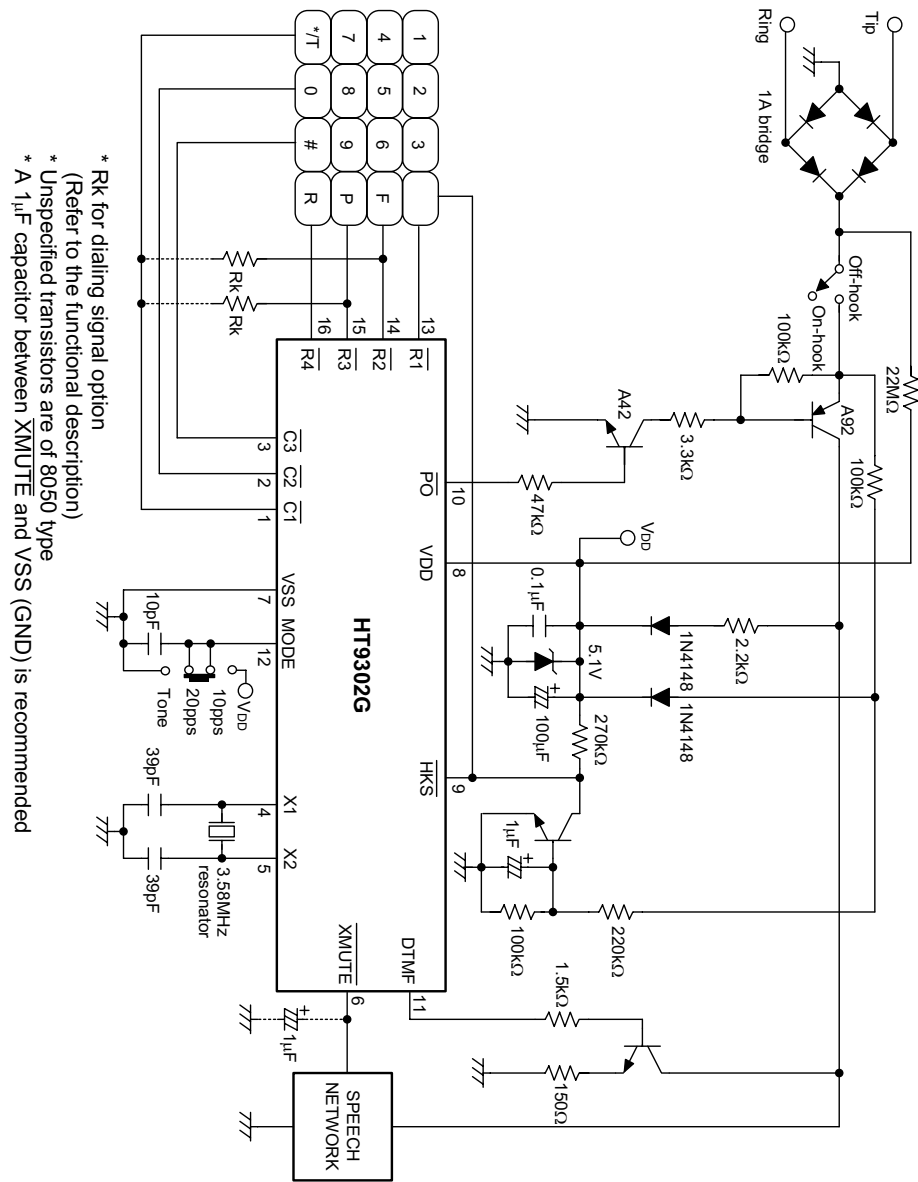 Tip
Ring
1A bridge
Off-hook
On-hook
22MΩ
100kΩ
A92
100kΩ
A42
3.3kΩ
47kΩ
VDD
0.1μF
5.1V
100μF
1N4148
2.2kΩ
1N4148
270kΩ
1μF
100kΩ
220kΩ
1.5kΩ
150Ω
1
2
3
4
5
6
F
7
8
9
P
*/T
0
#
R
Rk
Rk
13
14
15
16
R1
R2
R3
R4
10
PO
8
VDD
9
HKS
11
DTMF
HT9302G
C3
C2
C1
VSS
MODE
X1
X2
XMUTE
3
2
1
7
12
4
5
6
10pF
VDD
10pps
20pps
Tone
39pF
39pF
3.58MHz
resonator
1μF
SPEECH
NETWORK
* Rk for dialing signal option
(Refer to the functional description)
* Unspecified transistors are of 8050 type
* A 1μF capacitor between XMUTE and VSS (GND) is recommended